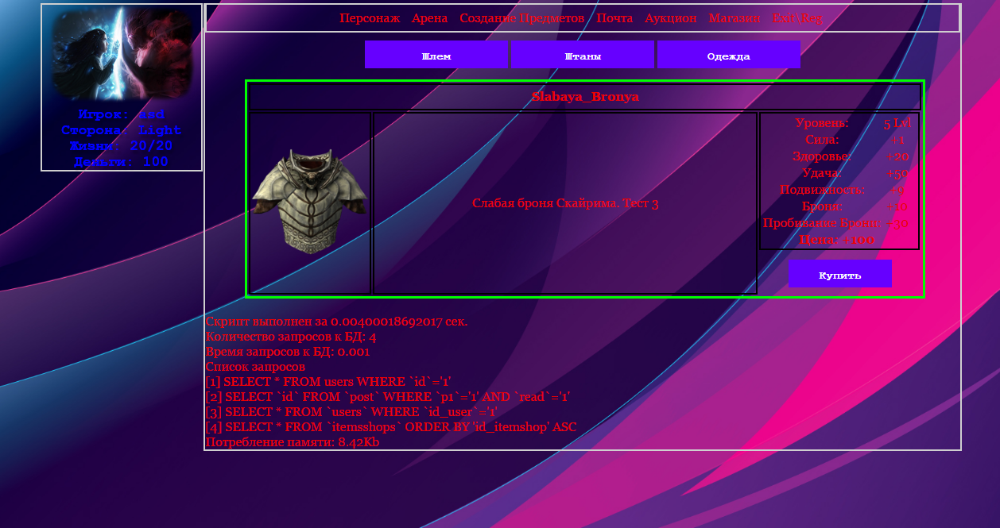 Персонаж Арена Создание Предметов Почта Аукцион Магазин Exit\Reg
Шлем Штаны Одежда
Игрок: asd
Сторона: Light
Жизни: 20/20
Деньги: 100
Slabaya_Bronya
Слабая броня Скайрима. Тест 3
Уровень: 5 Lvl
Сила: +1
Здоровье: +20
Удача: +50
Подвижность: +9
Броня: +10
Пробивание Брони: +30
Цена: +100
Купить
Скрипт выполнен за 0.00400018692017 сек.
Количество запросов к БД: 4
Время запросов к БД: 0.001
Список запросов
[1] SELECT * FROM users WHERE `id`='1'
[2] SELECT `id` FROM `post` WHERE `p1`='1' AND `read`='1'
[3] SELECT * FROM `users` WHERE `id_user`='1'
[4] SELECT * FROM `itemsshops` ORDER BY 'id_itemshop' ASC
Потребление памяти: 8.42Kb